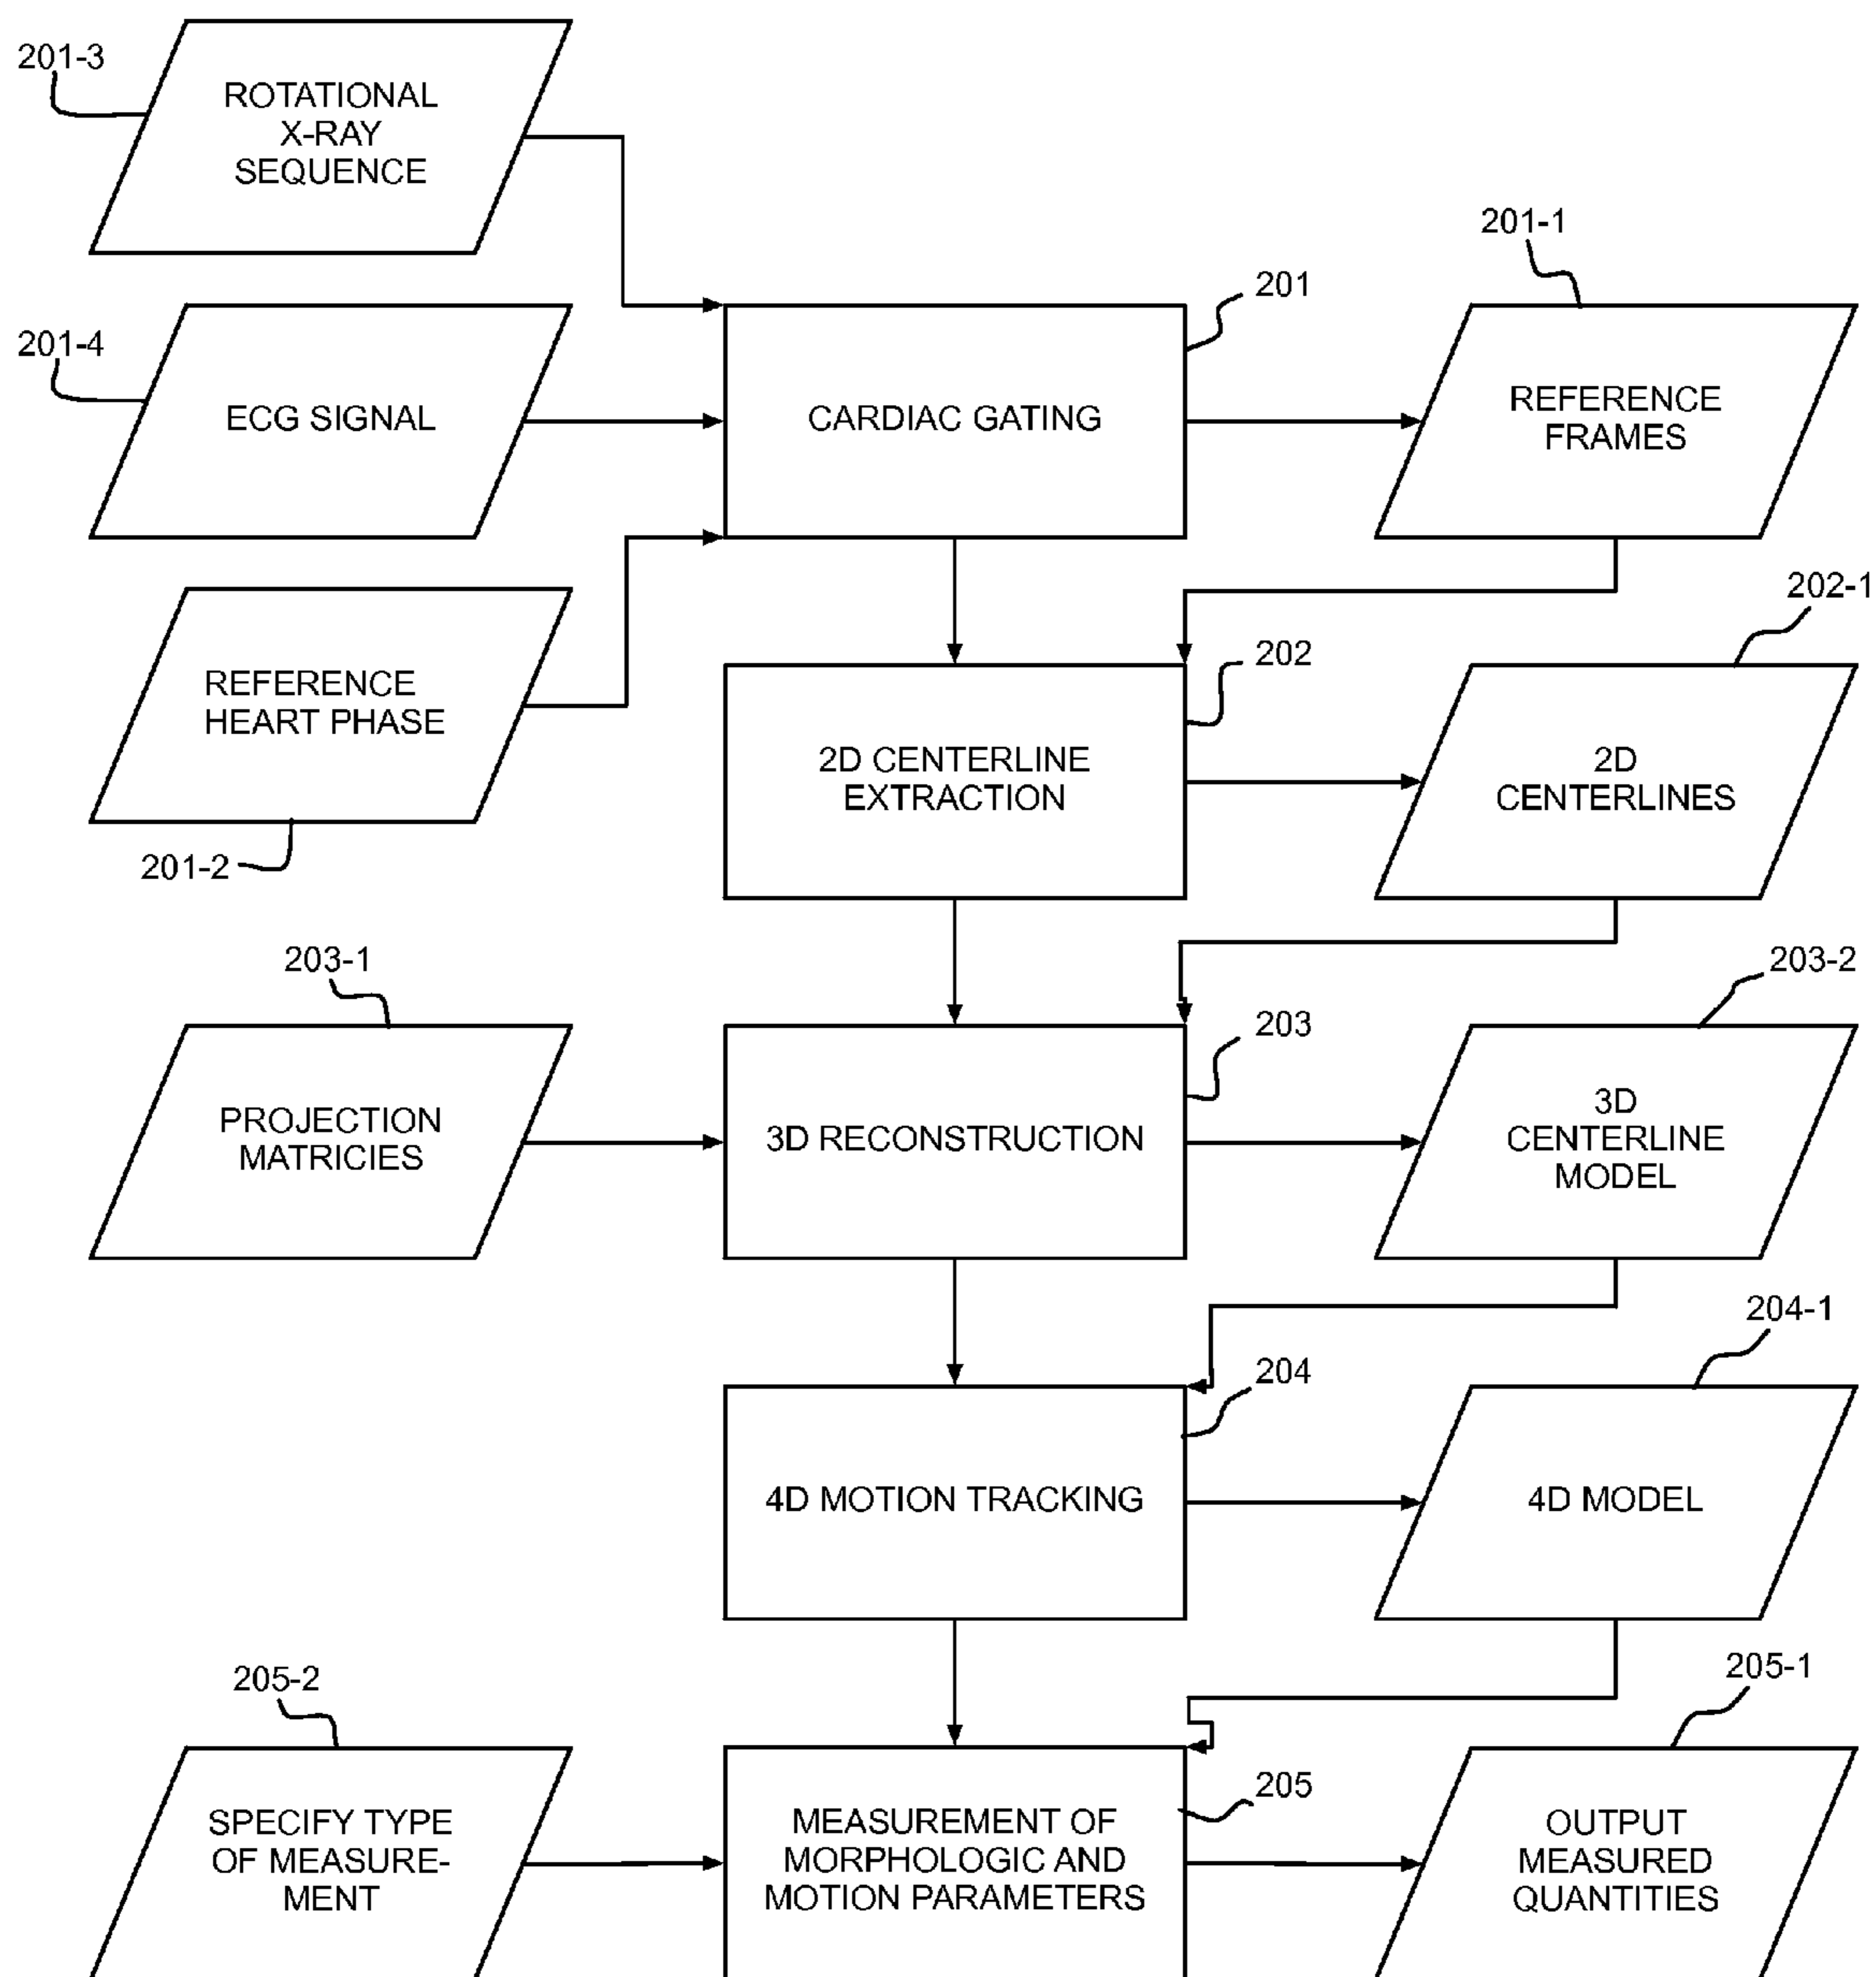 201-3
ROTATIONAL
X-RAY
SEQUENCE
201-1
201
201-4
ECG SIGNAL
CARDIAC GATING
REFERENCE
FRAMES
202-1
202
REFERENCE
HEART PHASE
2D CENTERLINE
EXTRACTION
2D
CENTERLINES
201-2
203-1
203-2
203
PROJECTION
MATRICIES
3D RECONSTRUCTION
3D
CENTERLINE
MODEL
204-1
204
4D MOTION TRACKING
4D MODEL
205-2
205-1
205
SPECIFY TYPE
OF MEASURE-
MENT
MEASUREMENT OF
MORPHOLOGIC AND
MOTION PARAMETERS
OUTPUT
MEASURED
QUANTITIES